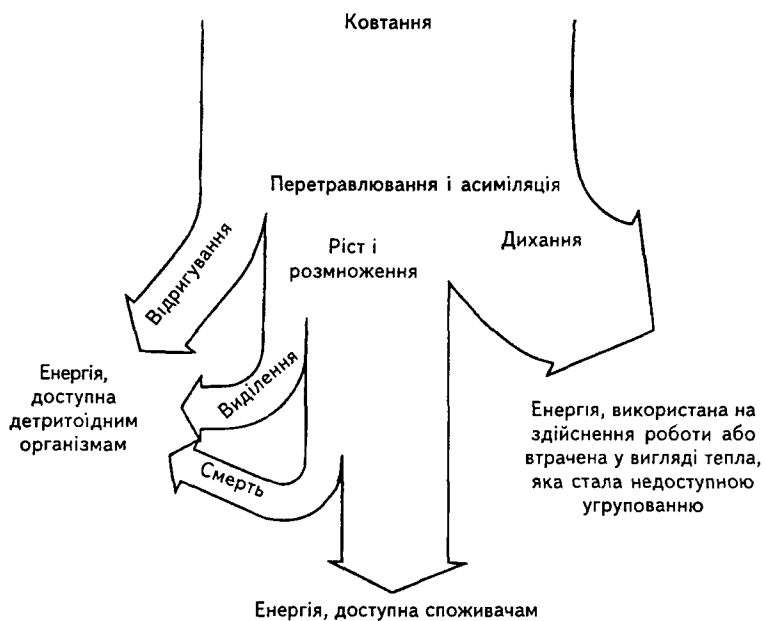 Ковтання
Перетравлювання і асиміляція
Відригування
Ріст і
розмноження
Дихання
Енергія,
доступна
детритоїдним
організмам
Виділення
Смерть
Енергія, використана на
здійснення роботи або
втрачена у вигляді тепла,
яка стала недоступною
угрупованню
Енергія, доступна споживачам